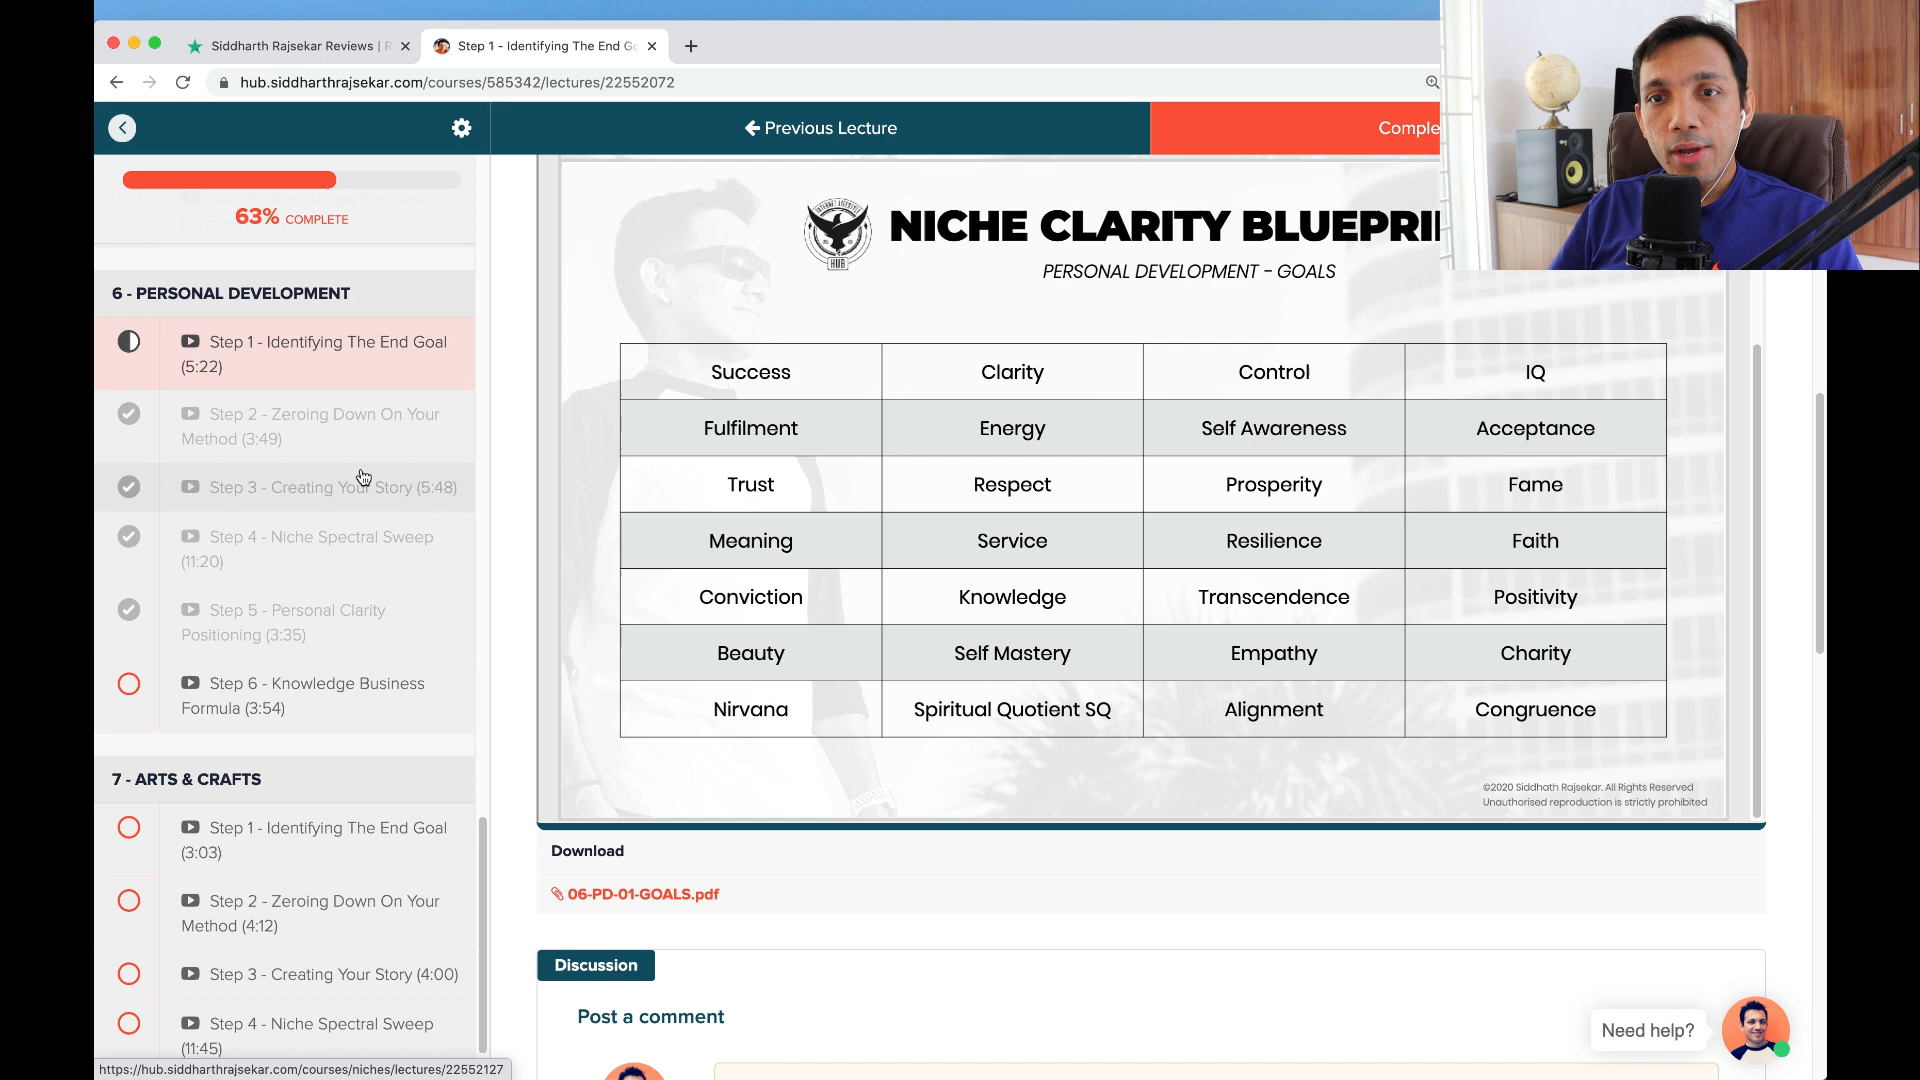 Siddharth Rajsekar Reviews | R
Step 1 - Identifying The End Go
hub.siddharthrajsekar.com/courses/585342/lectures/22552072
Previous Lecture
Comple
63% COMPLETE
6 - PERSONAL DEVELOPMENT
Step 1 - Identifying The End Goal
(5:22)
Step 2 - Zeroing Down On Your
Method (3:49)
Step 3 - Creating Your Story (5:48)
Step 4 - Niche Spectral Sweep
(11:20)
Step 5 - Personal Clarity
Positioning (3:35)
Step 6 - Knowledge Business
Formula (3:54)
7 - ARTS & CRAFTS
Step 1 - Identifying The End Goal
(3:03)
Step 2 - Zeroing Down On Your
Method (4:12)
Step 3 - Creating Your Story (4:00)
Step 4 - Niche Spectral Sweep
(11:45)
https://hub.siddharthrajsekar.com/courses/niches/lectures/22552127
INTERNET LIFESTYLE
HUB
NICHE CLARITY BLUEPRI
PERSONAL DEVELOPMENT - GOALS
Success Clarity Control IQ
Fulfilment Energy Self Awareness Acceptance
Trust Respect Prosperity Fame
Meaning Service Resilience Faith
Conviction Knowledge Transcendence Positivity
Beauty Self Mastery Empathy Charity
Nirvana Spiritual Quotient SQ Alignment Congruence
©2020 Siddhath Rajsekar. All Rights Reserved
Unauthorised reproduction is strictly prohibited
Download
06-PD-01-GOALS.pdf
Discussion
Post a comment
Need help?